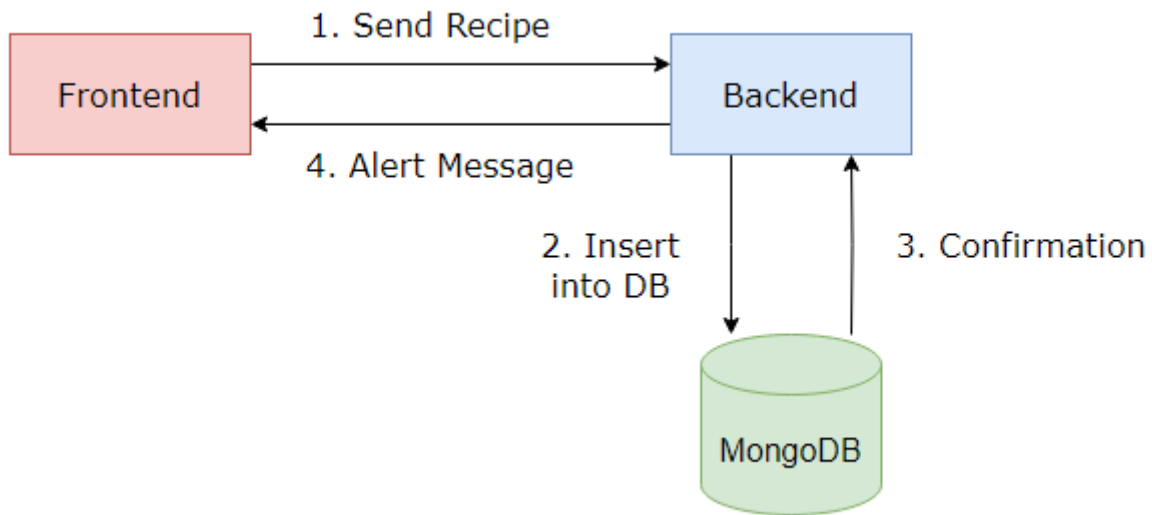 1. Send Recipe
Frontend
Backend
4. Alert Message
2. Insert
into DB
3. Confirmation
MongoDB